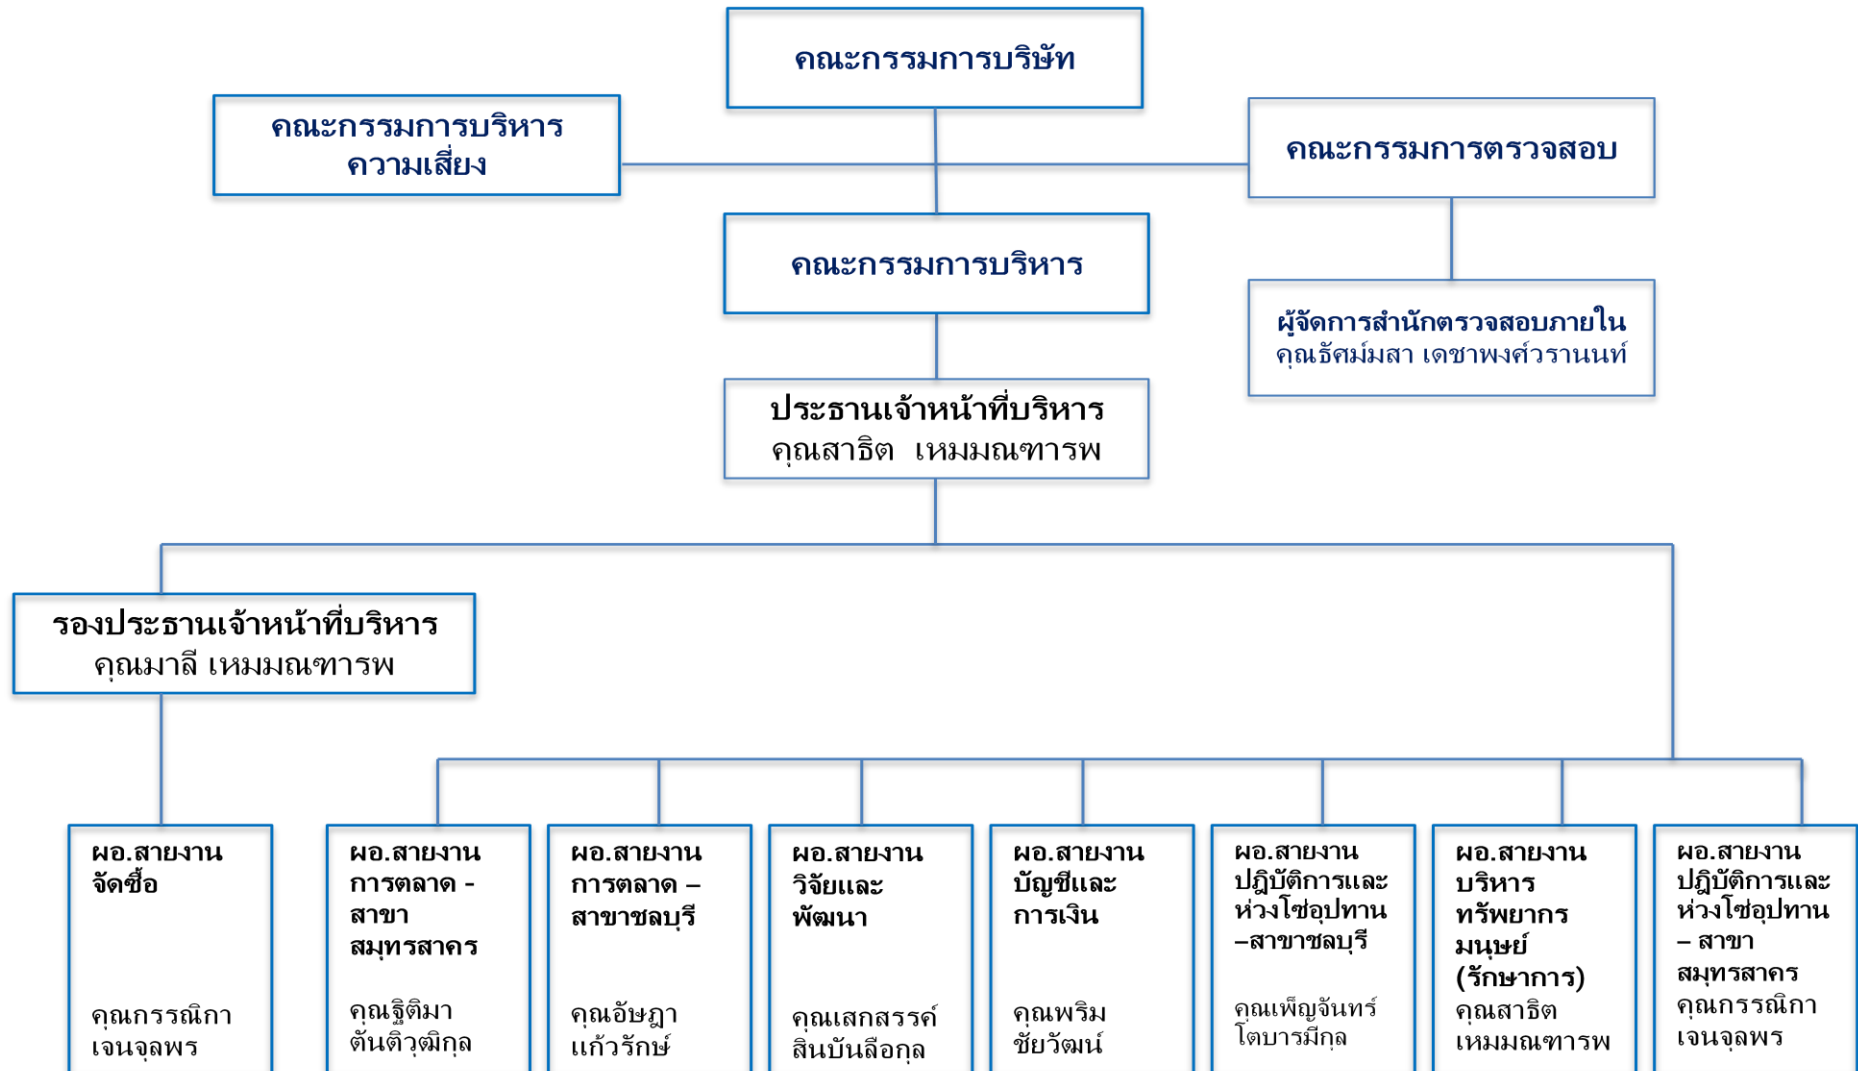 คณะกรรมการบริษัท
คณะกรรมการบริหาร
ความเสี่ยง
คณะกรรมการตรวจสอบ
คณะกรรมการบริหาร
ผู้จัดการสำนักตรวจสอบภายใน
คุณธัศม์มสา เดชาพงศ์วรานนท์
ประธานเจ้าหน้าที่บริหาร
คุณสาธิต เหมมณฑารพ
รองประธานเจ้าหน้าที่บริหาร
คุณมาลี เหมมณฑารพ
ผอ.สายงาน
จัดซื้อ
คุณกรรณิกา
เจนจุลพร
ผอ.สายงาน
การตลาด -
สาขา
สมุทรสาคร
คุณฐิติมา
ตันติวุฒิกุล
ผอ.สายงาน
การตลาด –
สาขาชลบุรี
คุณอัษฎา
แก้วรักษ์
ผอ.สายงาน
วิจัยและ
พัฒนา
คุณเสกสรรค์
สินบันลือกุล
ผอ.สายงาน
บัญชีและ
การเงิน
คุณพริม
ชัยวัฒน์
ผอ.สายงาน
ปฎิบัติการและ
ห่วงโซ่อุปทาน
–สาขาชลบุรี
คุณเพ็ญจันทร์
โตบารมีกุล
ผอ.สายงาน
บริหาร
ทรัพยากร
มนุษย์
(รักษาการ)
คุณสาธิต
เหมมณฑารพ
ผอ.สายงาน
ปฎิบัติการและ
ห่วงโซ่อุปทาน
– สาขา
สมุทรสาคร
คุณกรรณิกา
เจนจุลพร